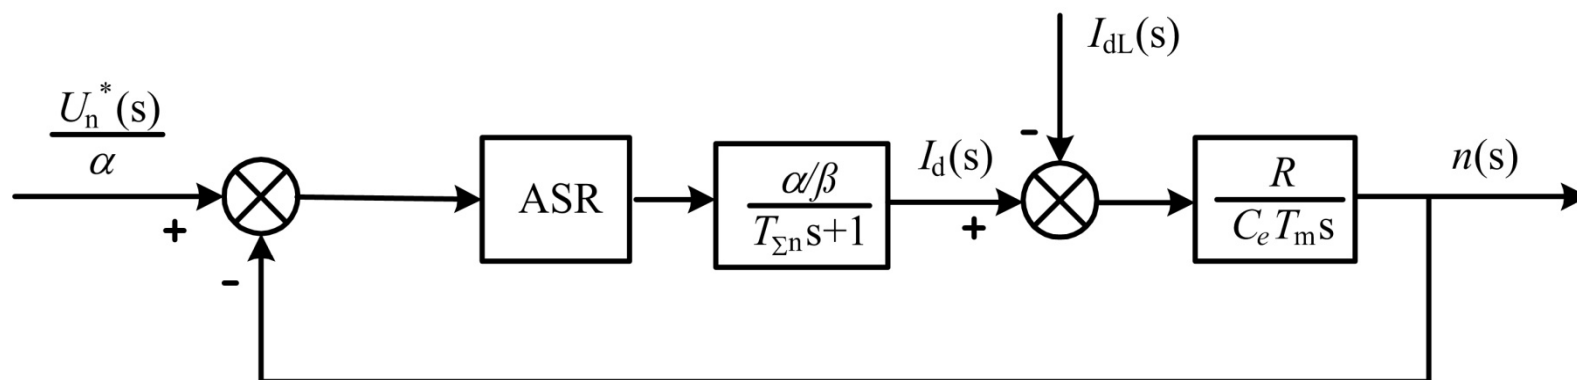 U_n^*(s)
α
+
-
ASR
α/β
T_Σn s+1
I_d(s)
+
-
I_dL(s)
R
C_e T_m s
n(s)